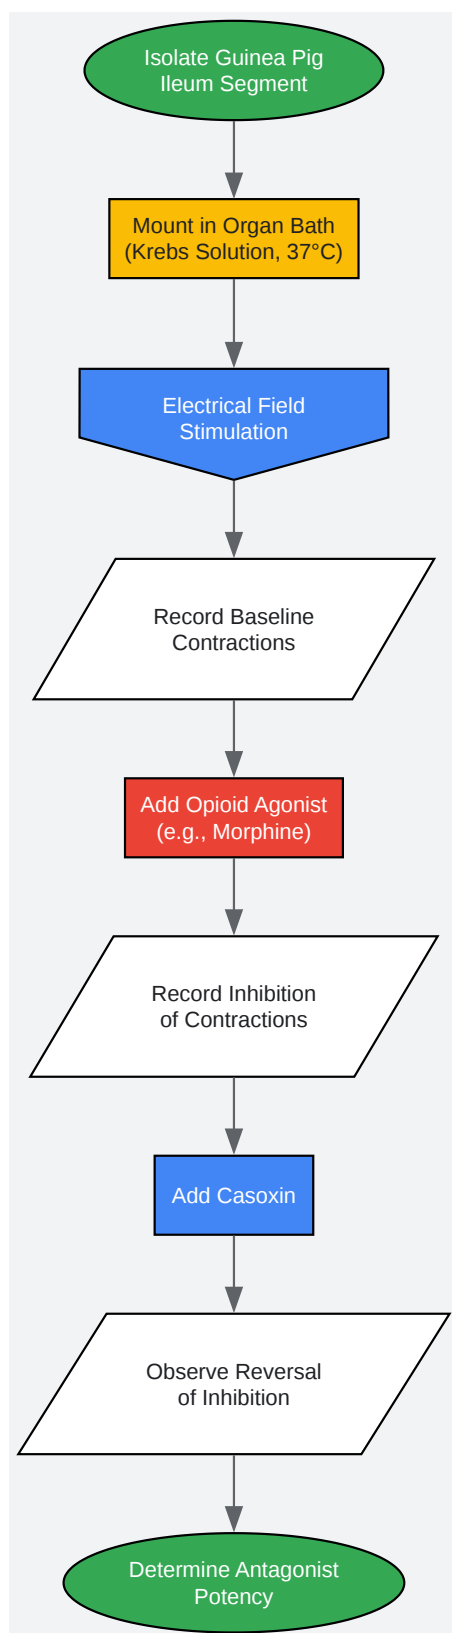 Isolate Guinea Pig
Ileum Segment
Mount in Organ Bath
(Krebs Solution, 37°C)
Electrical Field
Stimulation
Record Baseline
Contractions
Add Opioid Agonist
(e.g., Morphine)
Record Inhibition
of Contractions
Add Casoxin
Observe Reversal
of Inhibition
Determine Antagonist
Potency